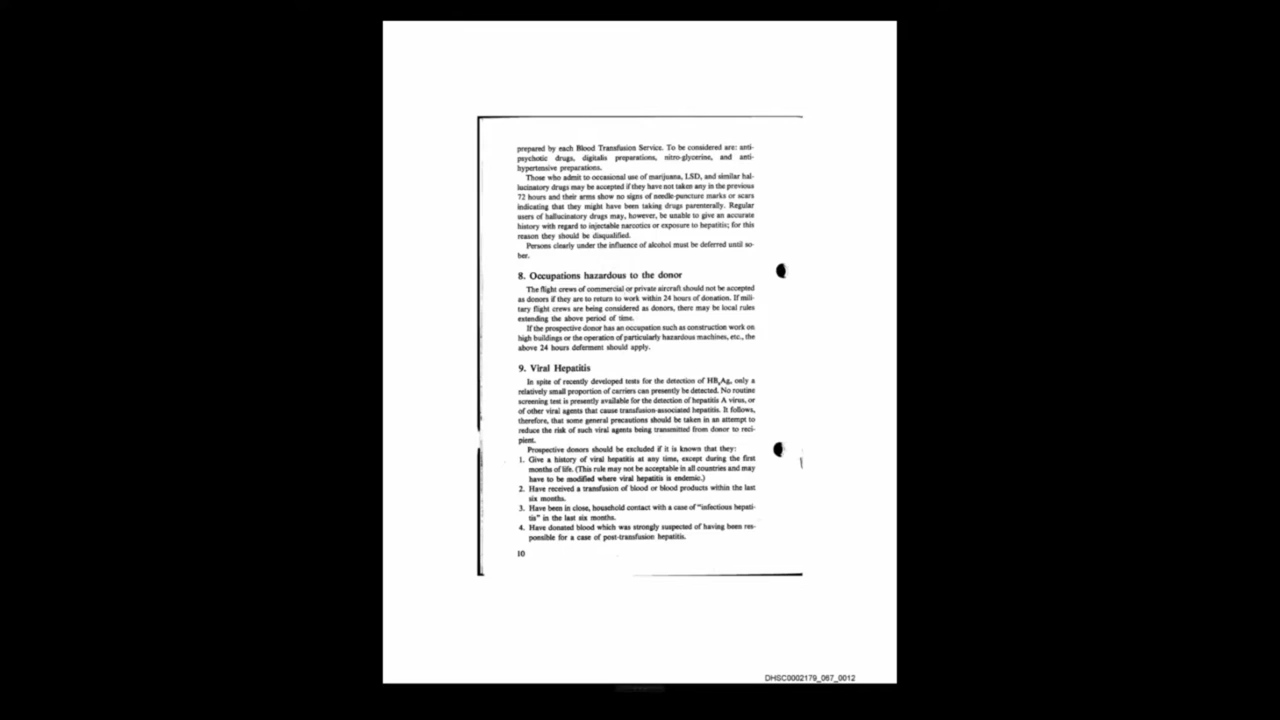 prepared by each Blood Transfusion Service. To be considered are: anti-
psychotic drugs, digitalis preparations, nitro-glycerine, and anti-
hypertensive preparations.
Those who admit to occasional use of marijuana, LSD, and similar hal-
lucinatory drugs may be accepted if they have not taken any in the previous
72 hours and their arms show no signs of needle-puncture marks or scars
indicating that they might have been taking drugs parenterally. Regular
users of hallucinatory drugs may, however, be unable to give an accurate
history with regard to injectable narcotics or exposure to hepatitis; for this
reason they should be disqualified.
Persons clearly under the influence of alcohol must be deferred until so-
ber.
8. Occupations hazardous to the donor
The flight crews of commercial or private aircraft should not be accepted
as donors if they are to return to work within 24 hours of donation. If mili-
tary flight crews are being considered as donors, there may be local rules
extending the above period of time.
If the prospective donor has an occupation such as construction work on
high buildings or the operation of particularly hazardous machines, etc., the
above 24 hours deferment should apply.
9. Viral Hepatitis
In spite of recently developed tests for the detection of HBsAg, only a
relatively small proportion of carriers can presently be detected. No routine
screening test is presently available for the detection of hepatitis A virus, or
of other viral agents that cause transfusion-associated hepatitis. It follows,
therefore, that some general precautions should be taken in an attempt to
reduce the risk of such viral agents being transmitted from donor to reci-
pient.
Prospective donors should be excluded if it is known that they:
1. Give a history of viral hepatitis at any time, except during the first
months of life. (This rule may not be acceptable in all countries and may
have to be modified where viral hepatitis is endemic.)
2. Have received a transfusion of blood or blood products within the last
six months.
3. Have been in close, household contact with a case of "infectious hepati-
tis" in the last six months.
4. Have donated blood which was strongly suspected of having been res-
ponsible for a case of post-transfusion hepatitis.
10
DHSC0002179_067_0012